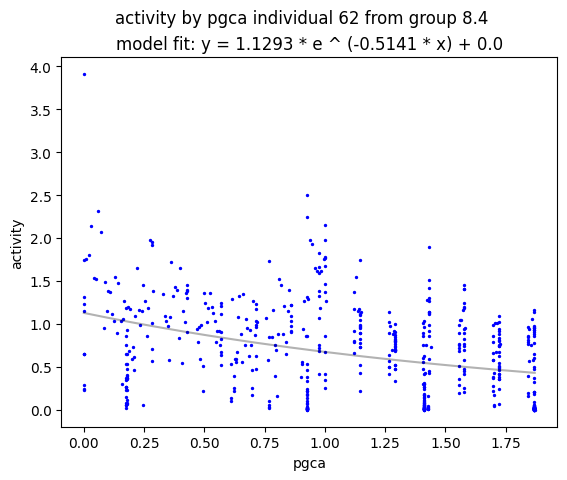 activity by pgca individual 62 from group 8.4
model fit: y = 1.1293 * e ^ (-0.5141 * x) + 0.0
4.0
3.5
3.0
2.5
2.0
1.5
1.0
0.5
0.0
activity
0.00 0.25 0.50 0.75 1.00 1.25 1.50 1.75
pgca